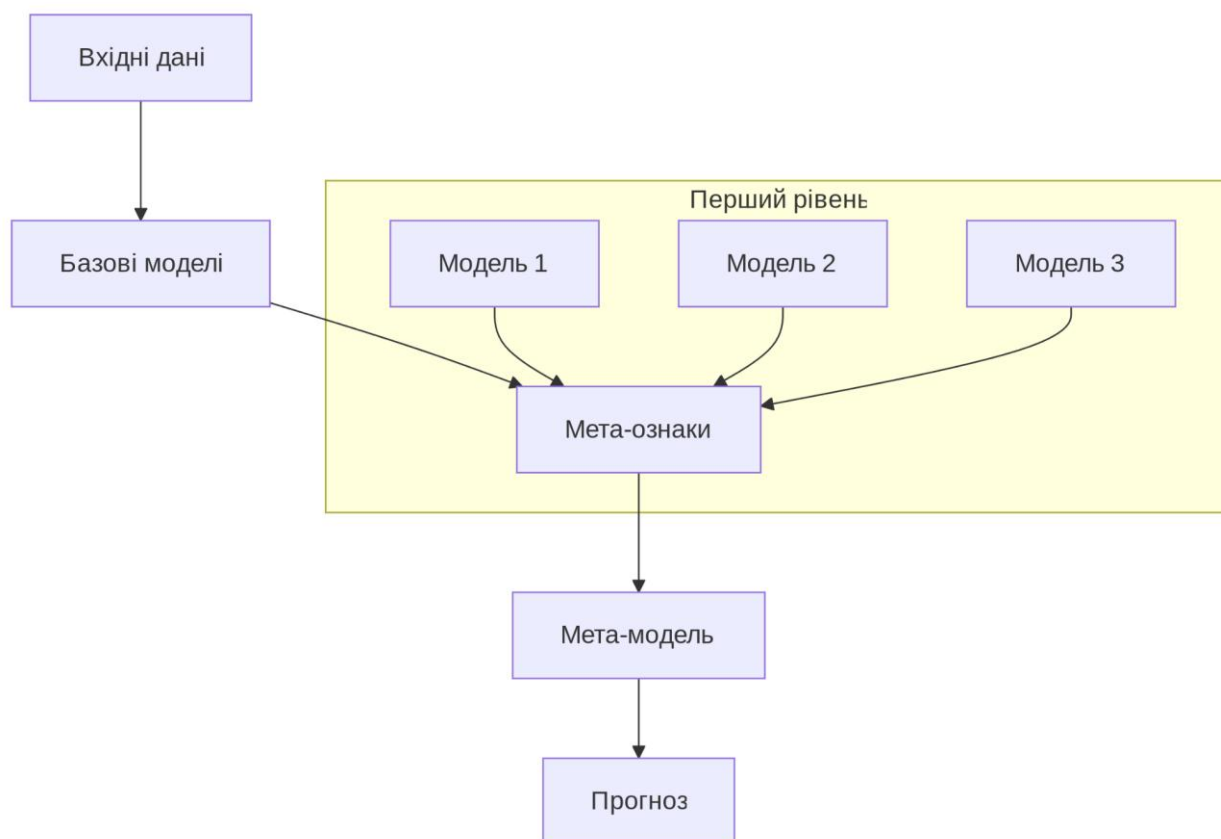 Вхідні дані
Перший рівень
Базові моделі
Модель 1
Модель 2
Модель 3
Мета-ознаки
Мета-модель
Прогноз